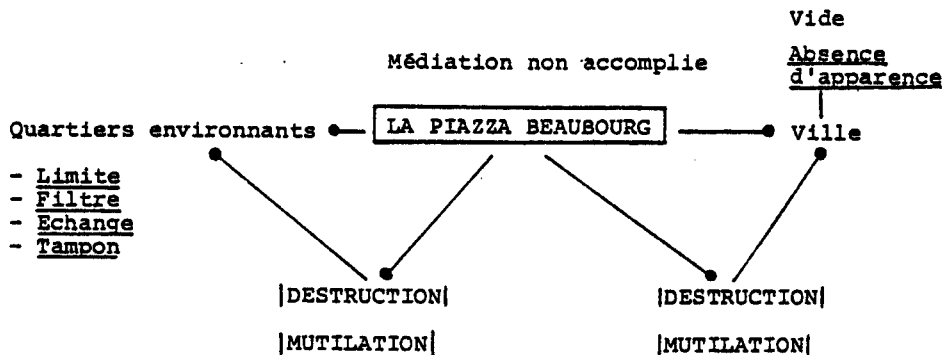 Vide
Médiation non accomplie
Absence
d'apparence
Quartiers environnants
LA PIAZZA BEAUBOURG
Ville
- Limite
- Filtre
- Echange
- Tampon
|DESTRUCTION|
|DESTRUCTION|
|MUTILATION|
|MUTILATION|